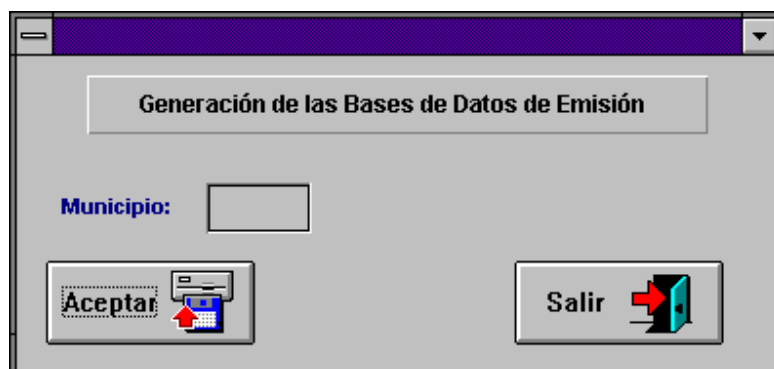 Generación de las Bases de Datos de Emisión
Municipio:
Aceptar
Salir